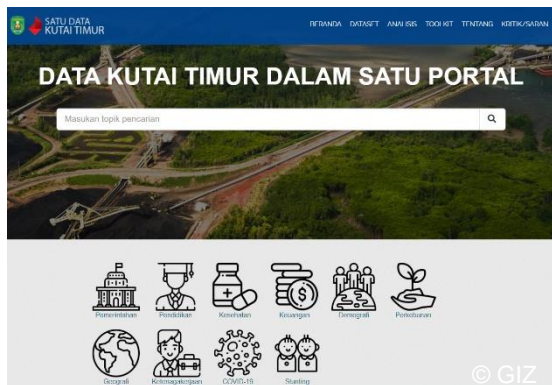 SATU DATA
KUTAI TIMUR
BERANDA DATASET ANALISIS TOOLKIT TENTANG KRITIK/SARAN
DATA KUTAI TIMUR DALAM SATU PORTAL
Masukan topik pencarian
Pemerintahan Pendidikan Kesehatan Keuangan Demografi Perkebunan
Geografi Ketenagakerjaan COVID-19 Stunting
© GIZ